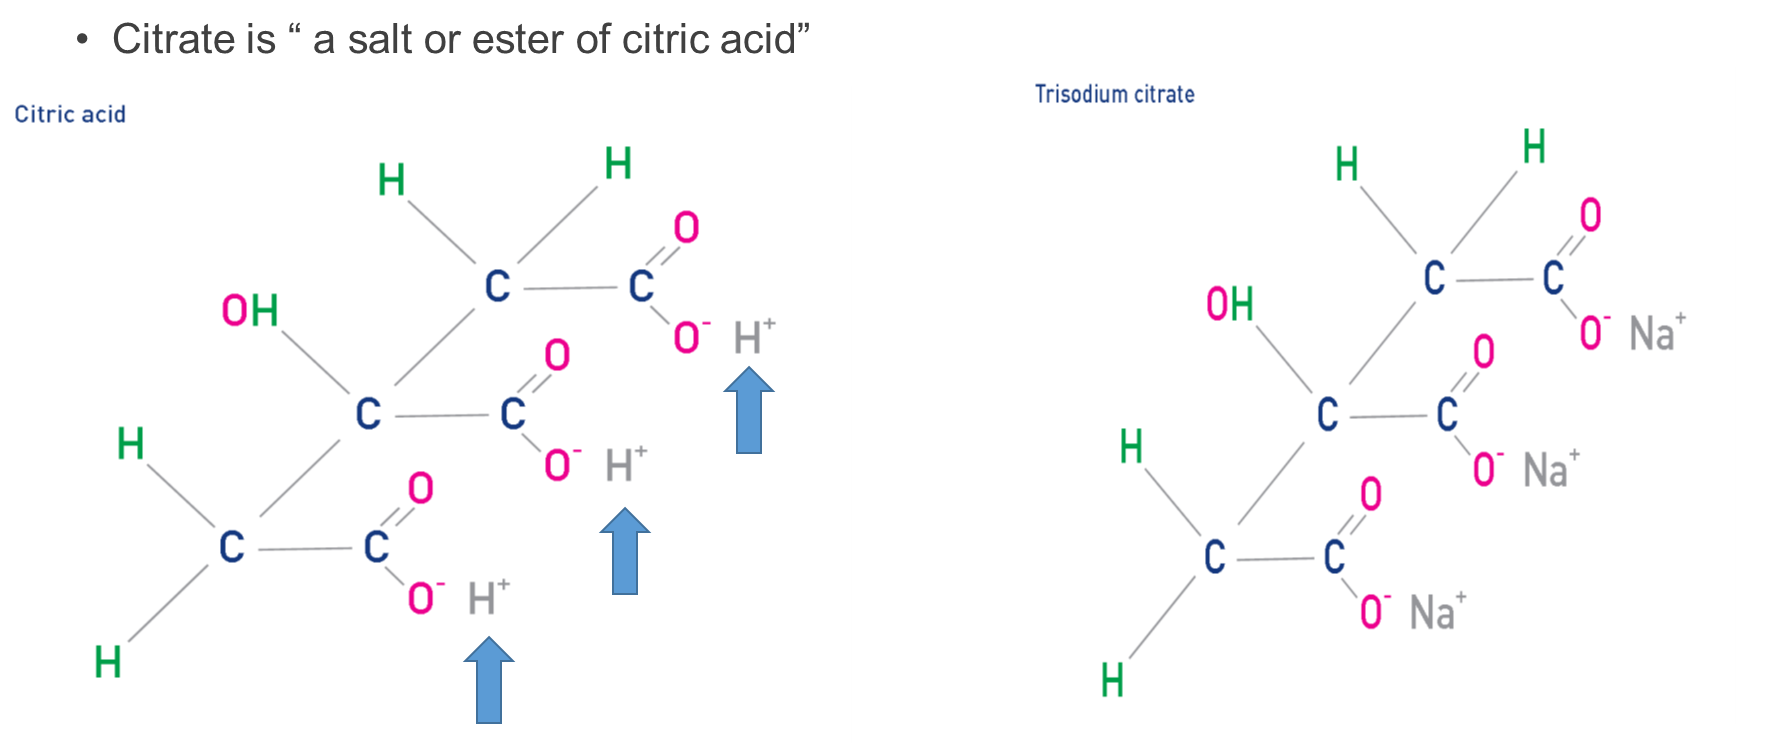 • Citrate is “ a salt or ester of citric acid”
Citric acid
H
H
O
C
C
OH
O⁻ H⁺
O
C
C
H
O⁻ H⁺
O
C
C
O⁻ H⁺
H
Trisodium citrate
H
H
O
C
C
OH
O⁻ Na⁺
O
C
C
H
O⁻ Na⁺
O
C
C
O⁻ Na⁺
H